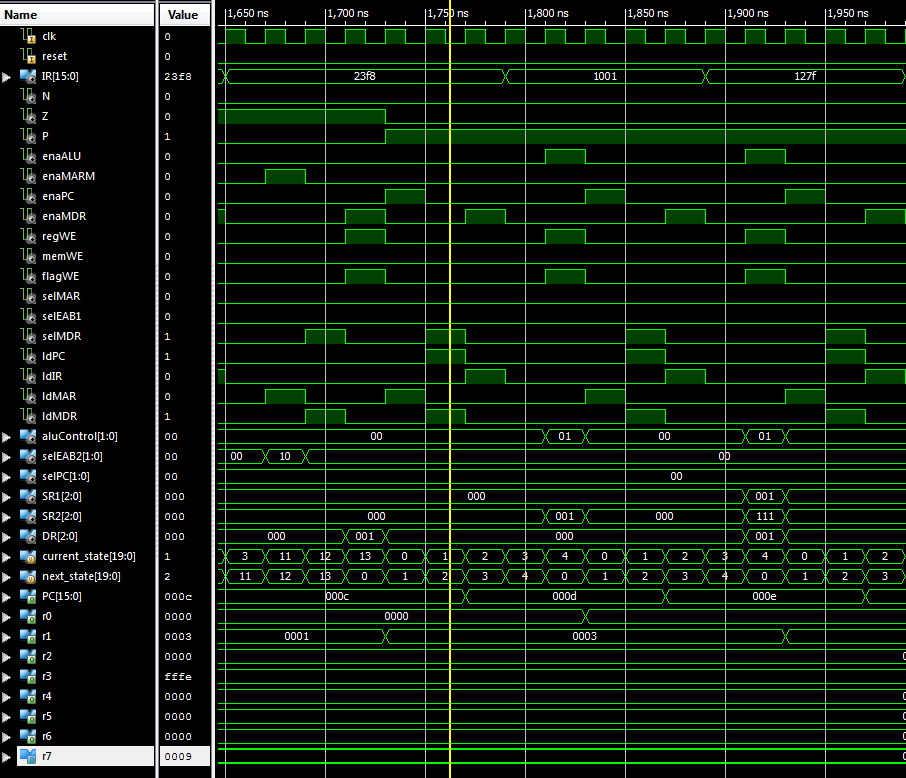 Name Value 1,650 ns 1,700 ns 1,750 ns 1,800 ns 1,850 ns 1,900 ns 1,950 ns
clk 0
reset 0
IR[15:0] 23f8 23f8 1001 127f
N 0
Z 0
P 1
enaALU 0
enaMARM 0
enaPC 0
enaMDR 0
regWE 0
memWE 0
flagWE 0
selMAR 0
selEAB1 0
selMDR 1
ldPC 1
ldIR 0
ldMAR 0
ldMDR 1
aluControl[1:0] 00 00 01 00 01
selEAB2[1:0] 00 00 10 00
selPC[1:0] 00 00
SR1[2:0] 000 000 001
SR2[2:0] 000 000 001 000 111
DR[2:0] 000 000 001 000 001
current_state[19:0] 1 3 11 12 13 0 1 2 3 4 0 1 2 3 4 0 1 2
next_state[19:0] 2 11 12 13 0 1 2 3 4 0 1 2 3 4 0 1 2 3
PC[15:0] 000c 000c 000d 000e
r0 0000 0000
r1 0003 0001 0003
r2 0000
r3 fffe
r4 0000
r5 0000
r6 0000
r7 0009